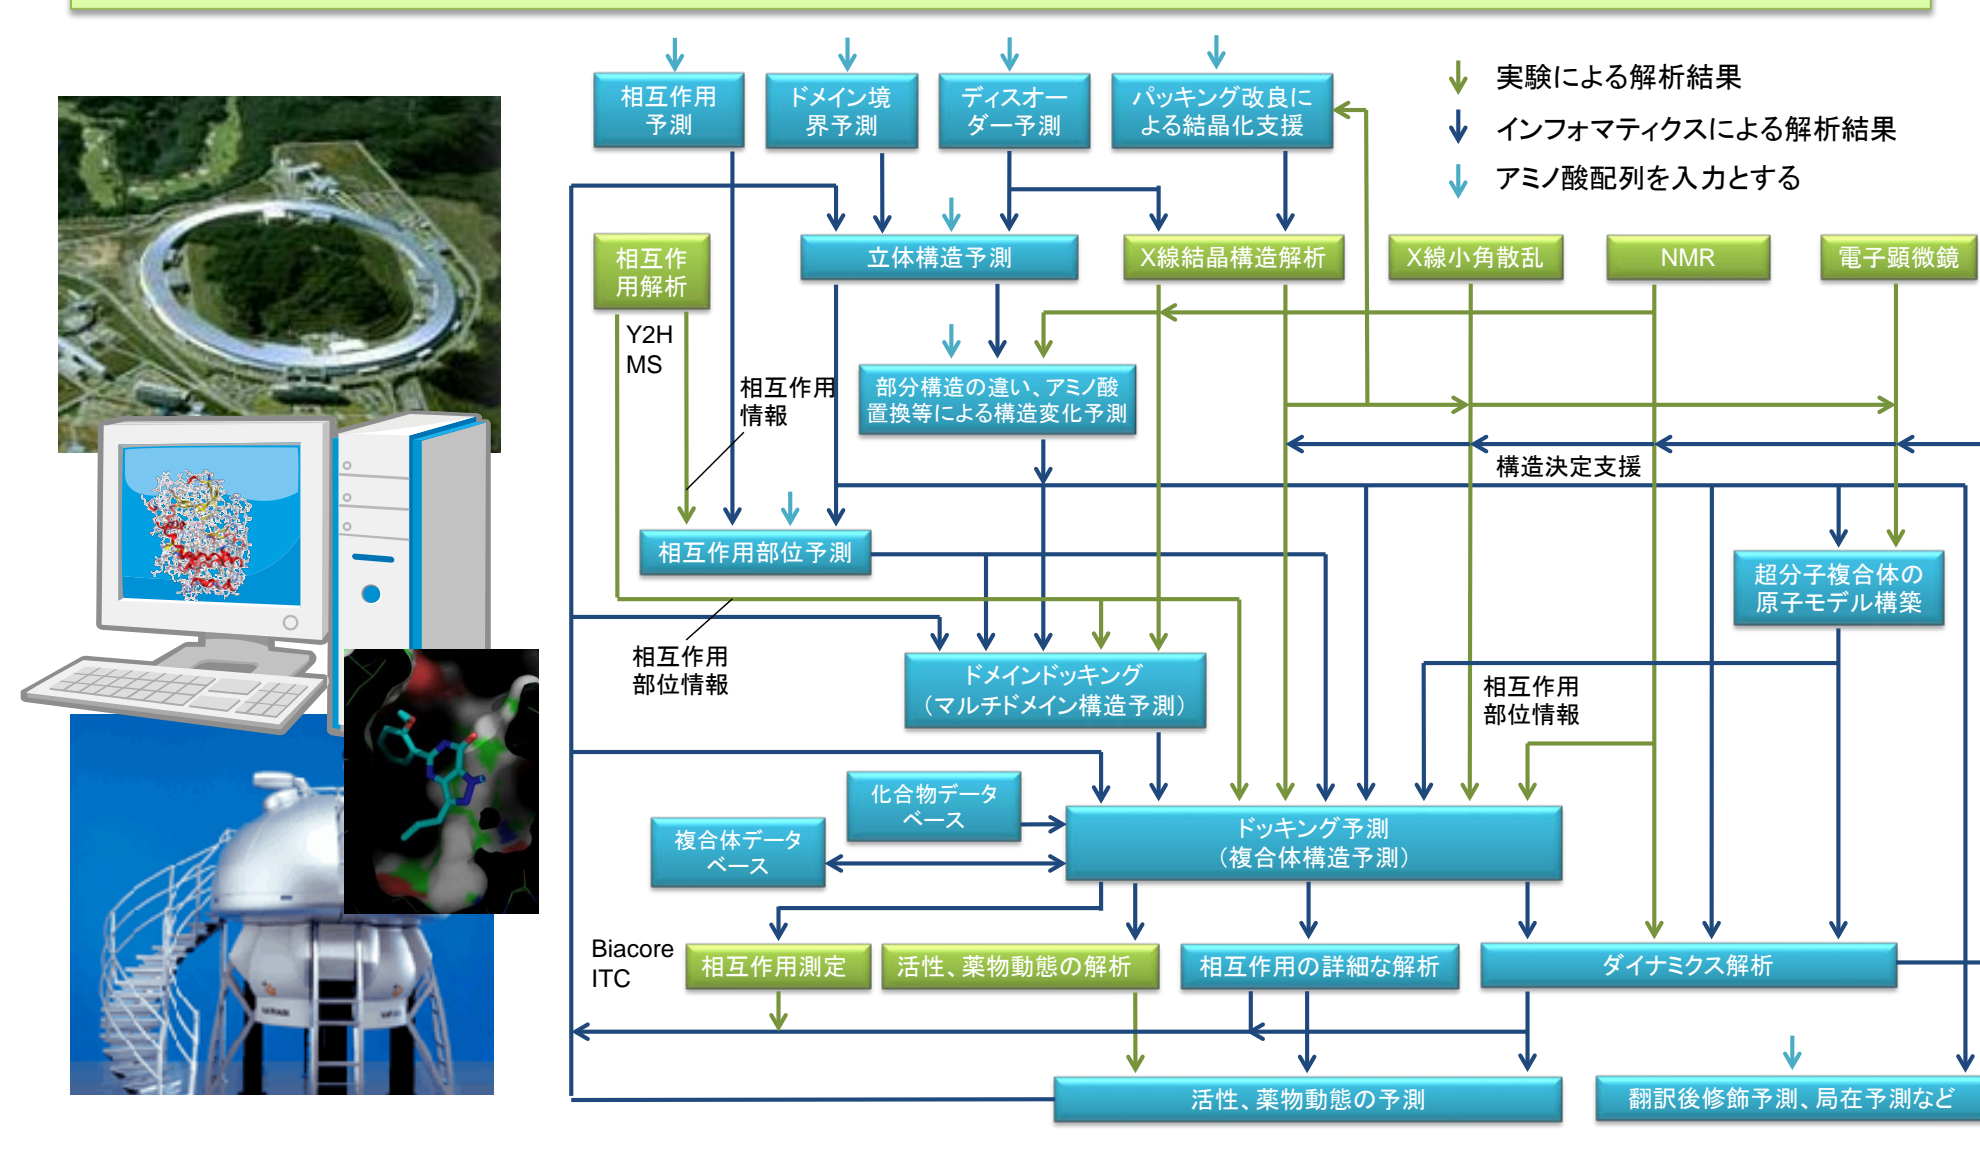 相互作用
予測
ドメイン境
界予測
ディスオー
ダー予測
パッキング改良に
よる結晶化支援
実験による解析結果
インフォマティクスによる解析結果
アミノ酸配列を入力とする
相互作
用解析
立体構造予測
X線結晶構造解析
X線小角散乱
NMR
電子顕微鏡
Y2H
MS
相互作用
情報
部分構造の違い、アミノ酸
置換等による構造変化予測
構造決定支援
相互作用部位予測
超分子複合体の
原子モデル構築
相互作用
部位情報
ドメインドッキング
（マルチドメイン構造予測）
相互作用
部位情報
化合物データ
ベース
複合体データ
ベース
ドッキング予測
（複合体構造予測）
Biacore
ITC
相互作用測定
活性、薬物動態の解析
相互作用の詳細な解析
ダイナミクス解析
活性、薬物動態の予測
翻訳後修飾予測、局在予測など